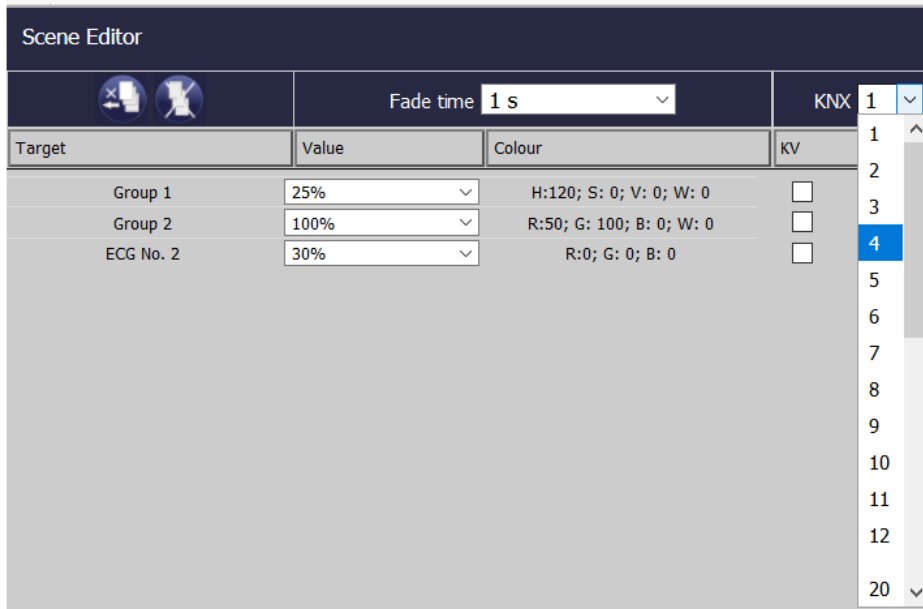 Scene Editor
Fade time 1 s KNX 1
Target Value Colour KV
Group 1 25% H:120; S: 0; V: 0; W: 0
Group 2 100% R:50; G: 100; B: 0; W: 0
ECG No. 2 30% R:0; G: 0; B: 0
1
2
3
4
5
6
7
8
9
10
11
12
20